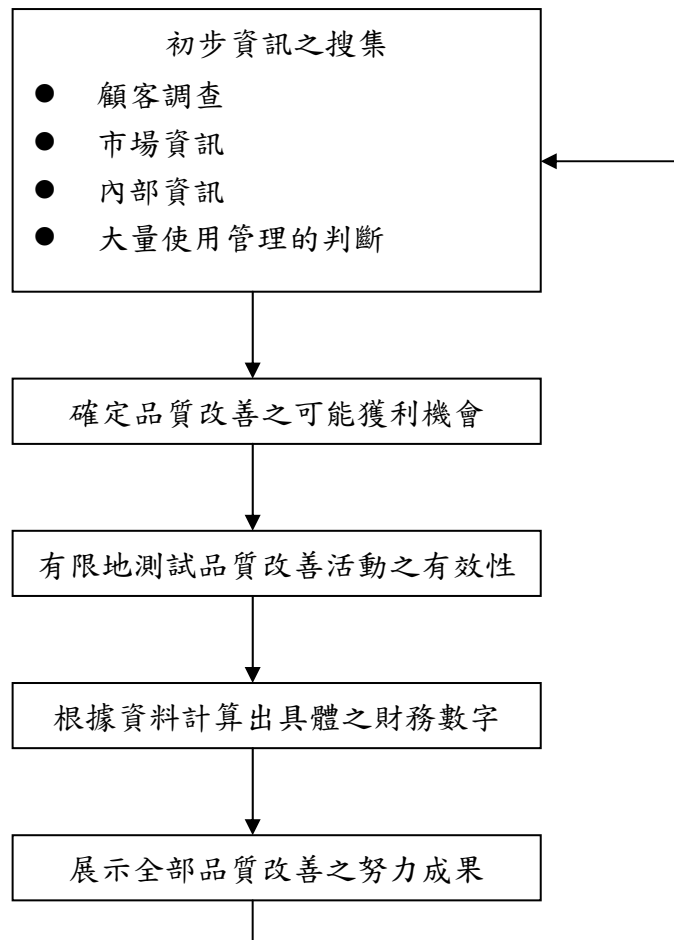 初步資訊之搜集
● 顧客調查
● 市場資訊
● 內部資訊
● 大量使用管理的判斷
確定品質改善之可能獲利機會
有限地測試品質改善活動之有效性
根據資料計算出具體之財務數字
展示全部品質改善之努力成果